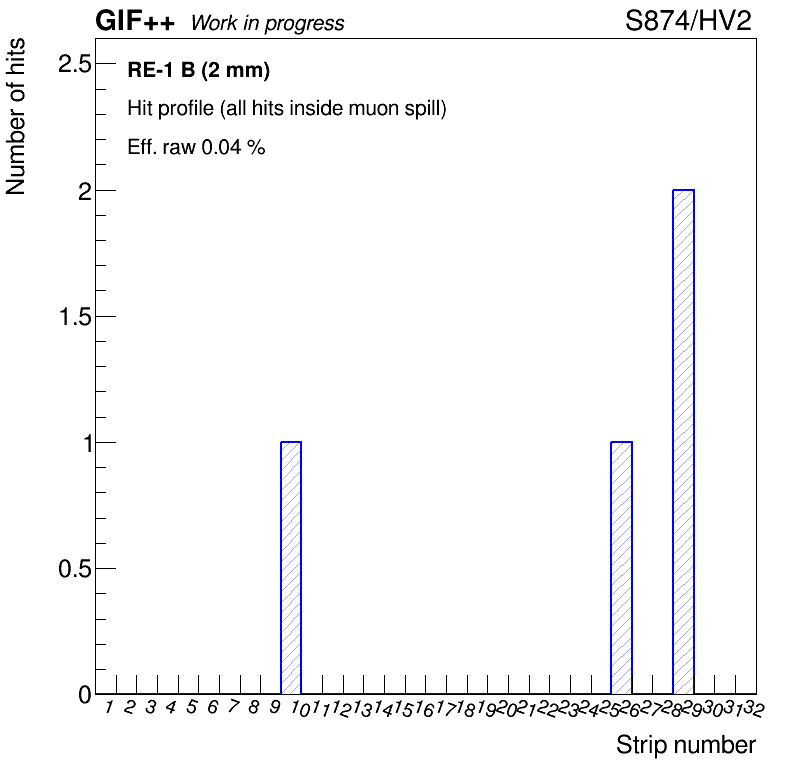 GIF++ Work in progress S874/HV2
Number of hits
RE-1 B (2 mm)
Hit profile (all hits inside muon spill)
Eff. raw 0.04 %
2.5
2
1.5
1
0.5
0
1 2 3 4 5 6 7 8 9 10 11 12 13 14 15 16 17 18 19 20 21 22 23 24 25 26 27 28 29 30 31 32
Strip number